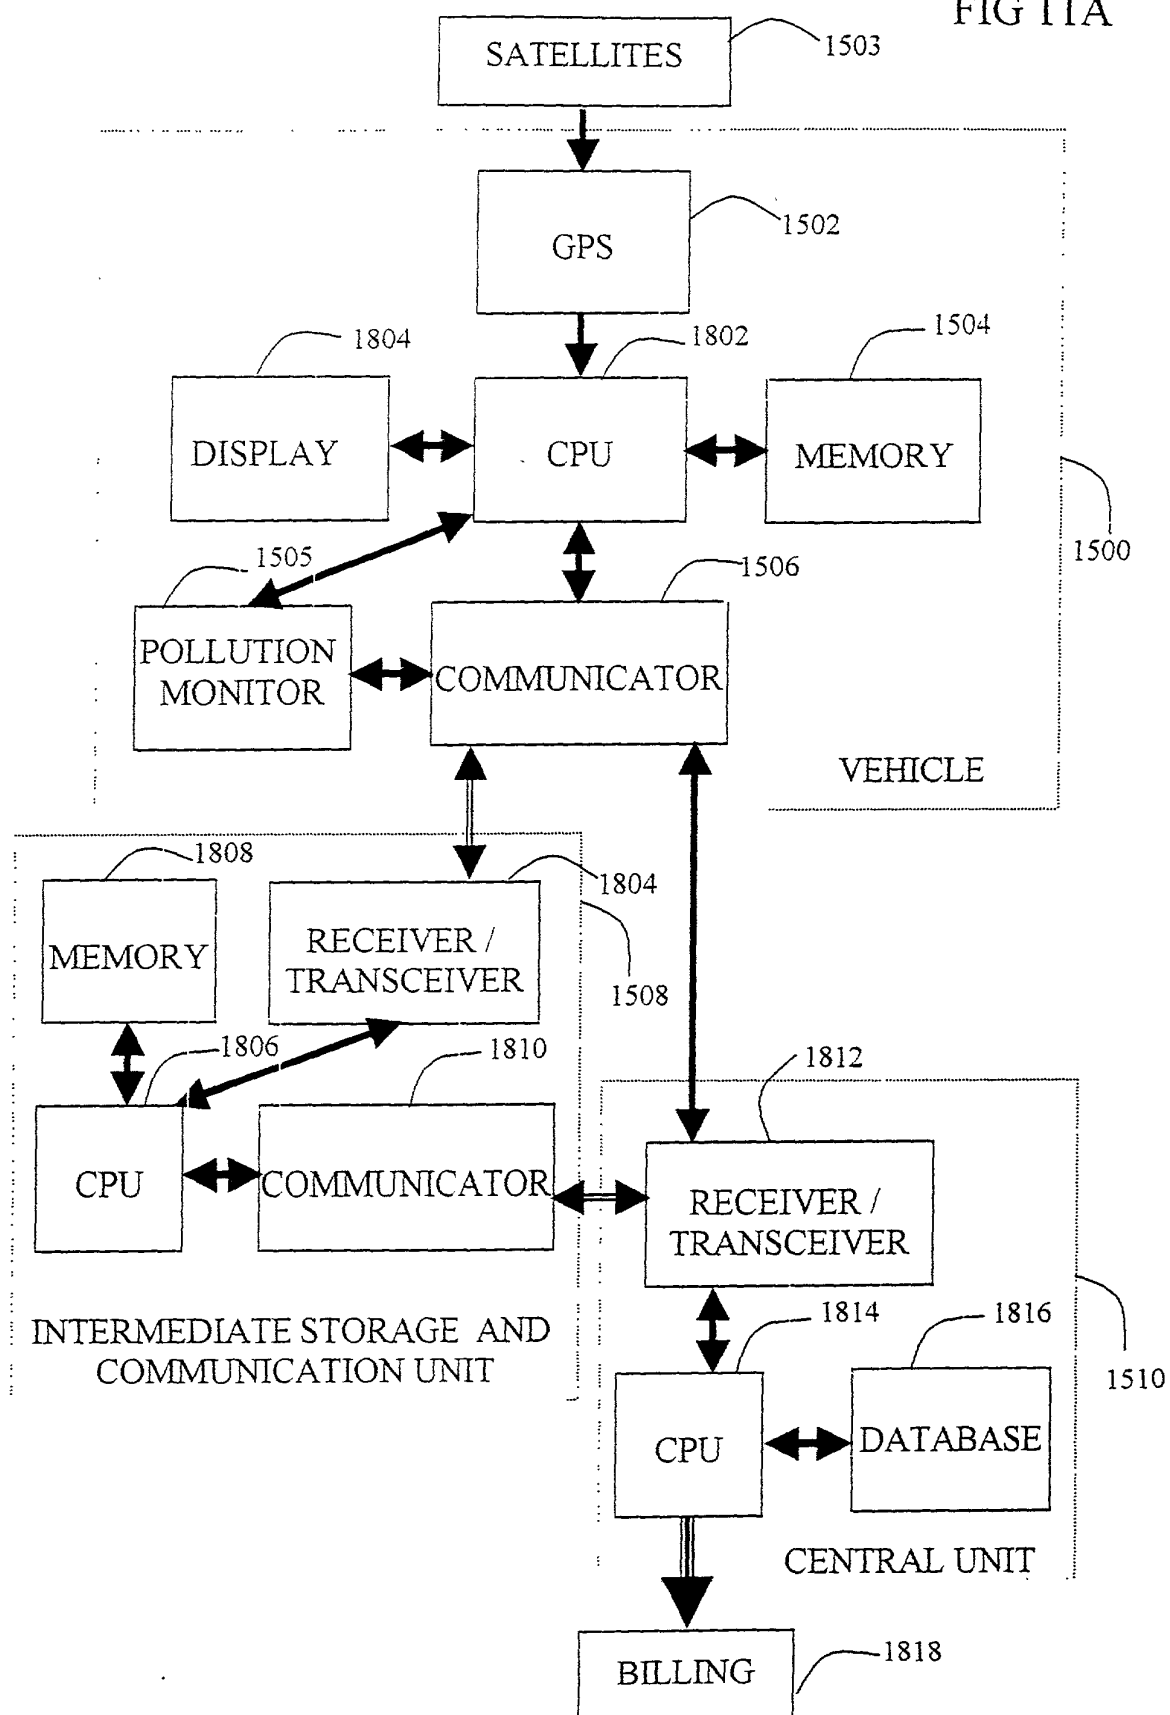 FIG 11A
SATELLITES
1503
GPS
1502
1804
1802
1504
DISPLAY
CPU
MEMORY
1500
1505
1506
POLLUTION
MONITOR
COMMUNICATOR
VEHICLE
1808
1804
MEMORY
RECEIVER /
TRANSCEIVER
1508
1806
1810
1812
CPU
COMMUNICATOR
RECEIVER /
TRANSCEIVER
INTERMEDIATE STORAGE AND
COMMUNICATION UNIT
1814
1816
1510
CPU
DATABASE
CENTRAL UNIT
BILLING
1818